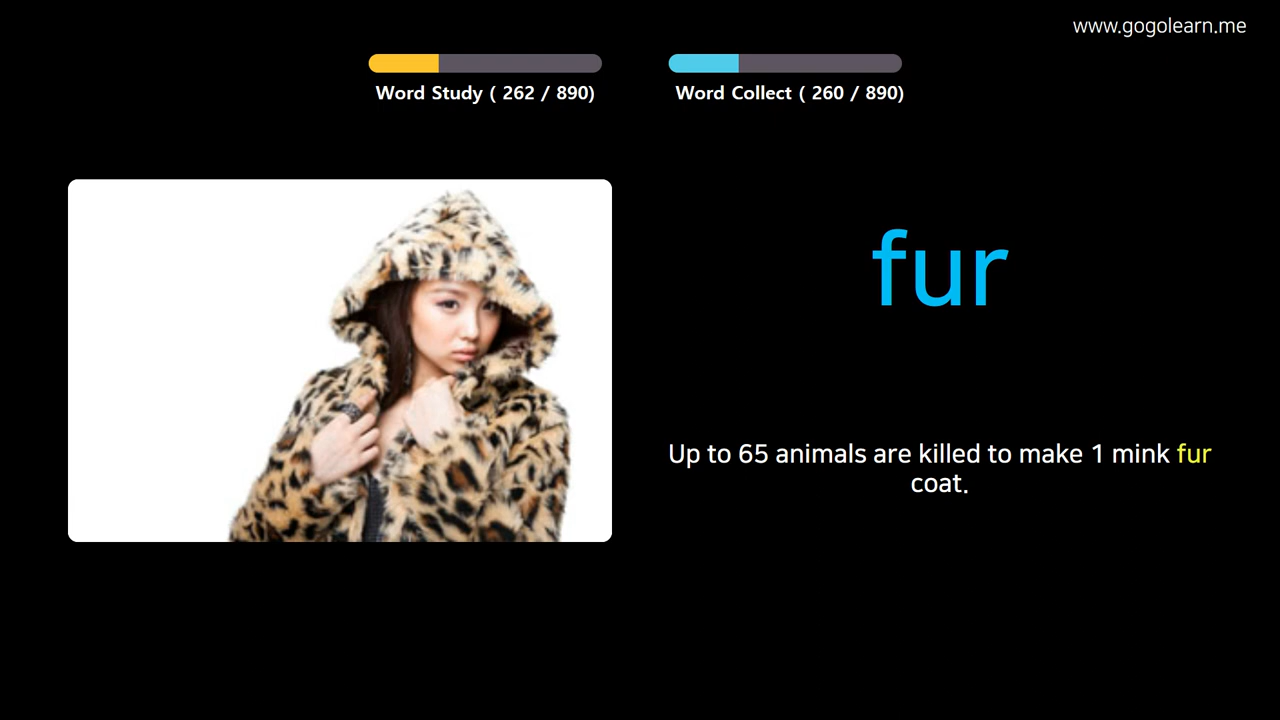 www.gogolearn.me
Word Study ( 262 / 890)
Word Collect ( 260 / 890)
fur
Up to 65 animals are killed to make 1 mink fur
coat.